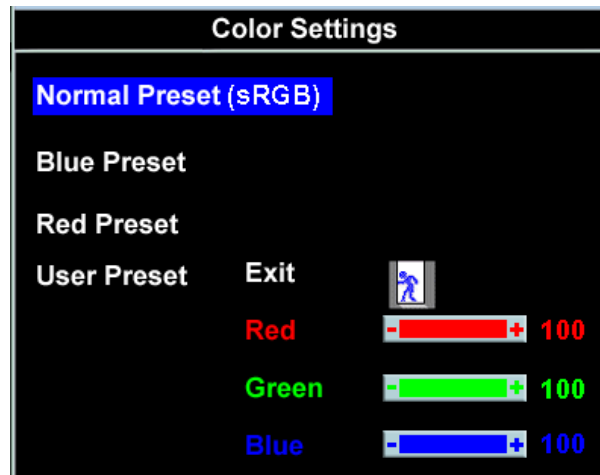 Color Settings
Normal Preset (sRGB)
Blue Preset
Red Preset
User Preset Exit
Red - + 100
Green - + 100
Blue - + 100